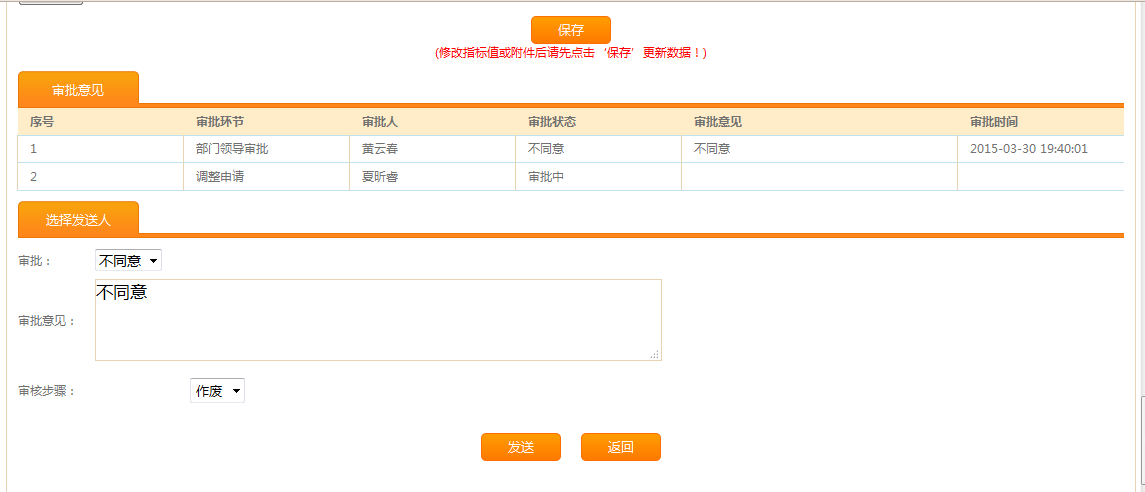 保存
(修改指标值或附件后请先点击‘保存’更新数据！)
审批意见
序号 审批环节 审批人 审批状态 审批意见 审批时间
1 部门领导审批 黄云春 不同意 不同意 2015-03-30 19:40:01
2 调整申请 夏昕睿 审批中
选择发送人
审批： 不同意
不同意
审批意见：
审核步骤： 作废
发送 返回